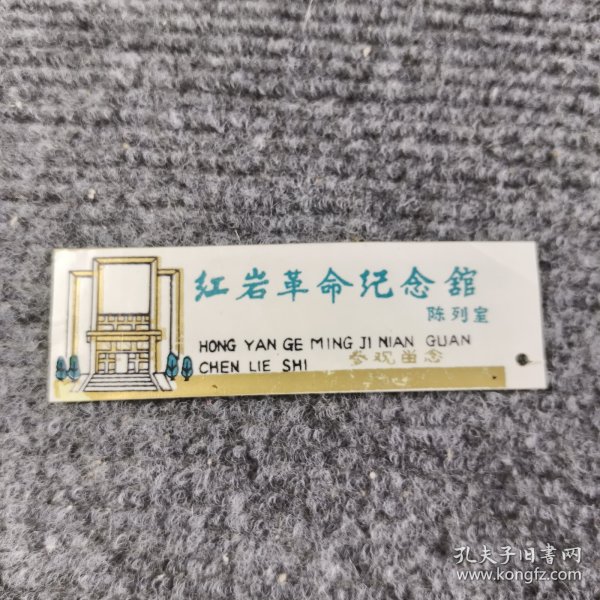 红岩革命纪念舘
陈列室
HONG YAN GE MING JI NIAN GUAN
CHEN LIE SHI
参观留念
孔夫子旧书网
www.kongfz.com